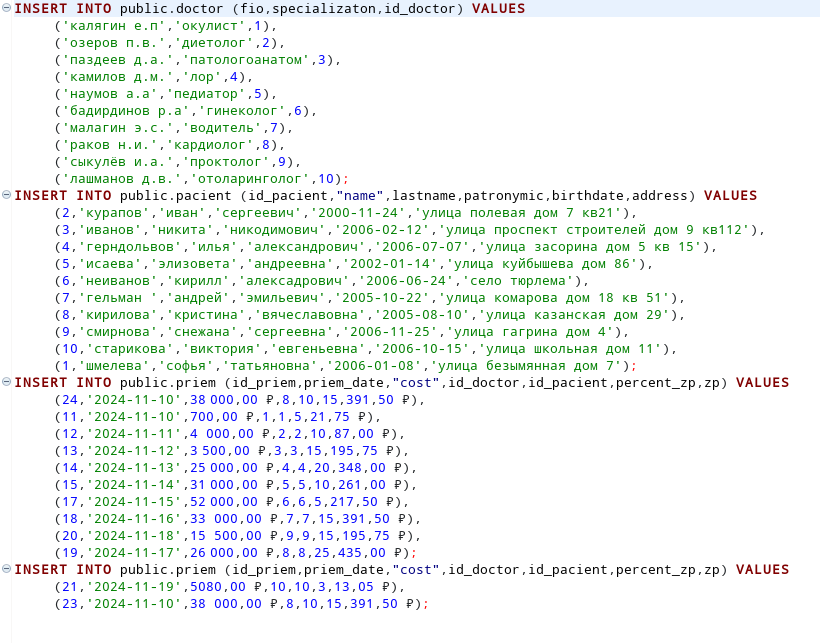 INSERT INTO public.doctor (fio,specializaton,id_doctor) VALUES
('калягин е.п','окулист',1),
('озеров п.в.','диетолог',2),
('паздеев д.а.','патологоанатом',3),
('камилов д.м.','лор',4),
('наумов а.а','педиатор',5),
('бадирдинов р.а','гинеколог',6),
('малагин э.с.','водитель',7),
('раков н.и.','кардиолог',8),
('сыкулёв и.а.','проктолог',9),
('лашманов д.в.','отоларинголог',10);
INSERT INTO public.pacient (id_pacient,"name",lastname,patronymic,birthdate,address) VALUES
(2,'курапов','иван','сергеевич','2000-11-24','улица полевая дом 7 кв21'),
(3,'иванов','никита','никодимович','2006-02-12','улица проспект строителей дом 9 кв112'),
(4,'герндольвов','илья','александрович','2006-07-07','улица засорина дом 5 кв 15'),
(5,'исаева','элизовета','андреевна','2002-01-14','улица куйбышева дом 86'),
(6,'неиванов','кирилл','алексадрович','2006-06-24','село тюрлема'),
(7,'гельман ','андрей','эмильевич','2005-10-22','улица комарова дом 18 кв 51'),
(8,'кирилова','кристина','вячеславовна','2005-08-10','улица казанская дом 29'),
(9,'смирнова','снежана','сергеевна','2006-11-25','улица гагрина дом 4'),
(10,'старикова','виктория','евгеньевна','2006-10-15','улица школьная дом 11'),
(1,'шмелева','софья','татьяновна','2006-01-08','улица безымянная дом 7');
INSERT INTO public.priem (id_priem,priem_date,"cost",id_doctor,id_pacient,percent_zp,zp) VALUES
(24,'2024-11-10',38 000,00 ₽,8,10,15,391,50 ₽),
(11,'2024-11-10',700,00 ₽,1,1,5,21,75 ₽),
(12,'2024-11-11',4 000,00 ₽,2,2,10,87,00 ₽),
(13,'2024-11-12',3 500,00 ₽,3,3,15,195,75 ₽),
(14,'2024-11-13',25 000,00 ₽,4,4,20,348,00 ₽),
(15,'2024-11-14',31 000,00 ₽,5,5,10,261,00 ₽),
(17,'2024-11-15',52 000,00 ₽,6,6,5,217,50 ₽),
(18,'2024-11-16',33 000,00 ₽,7,7,15,391,50 ₽),
(20,'2024-11-18',15 500,00 ₽,9,9,15,195,75 ₽),
(19,'2024-11-17',26 000,00 ₽,8,8,25,435,00 ₽);
INSERT INTO public.priem (id_priem,priem_date,"cost",id_doctor,id_pacient,percent_zp,zp) VALUES
(21,'2024-11-19',5080,00 ₽,10,10,3,13,05 ₽),
(23,'2024-11-10',38 000,00 ₽,8,10,15,391,50 ₽);